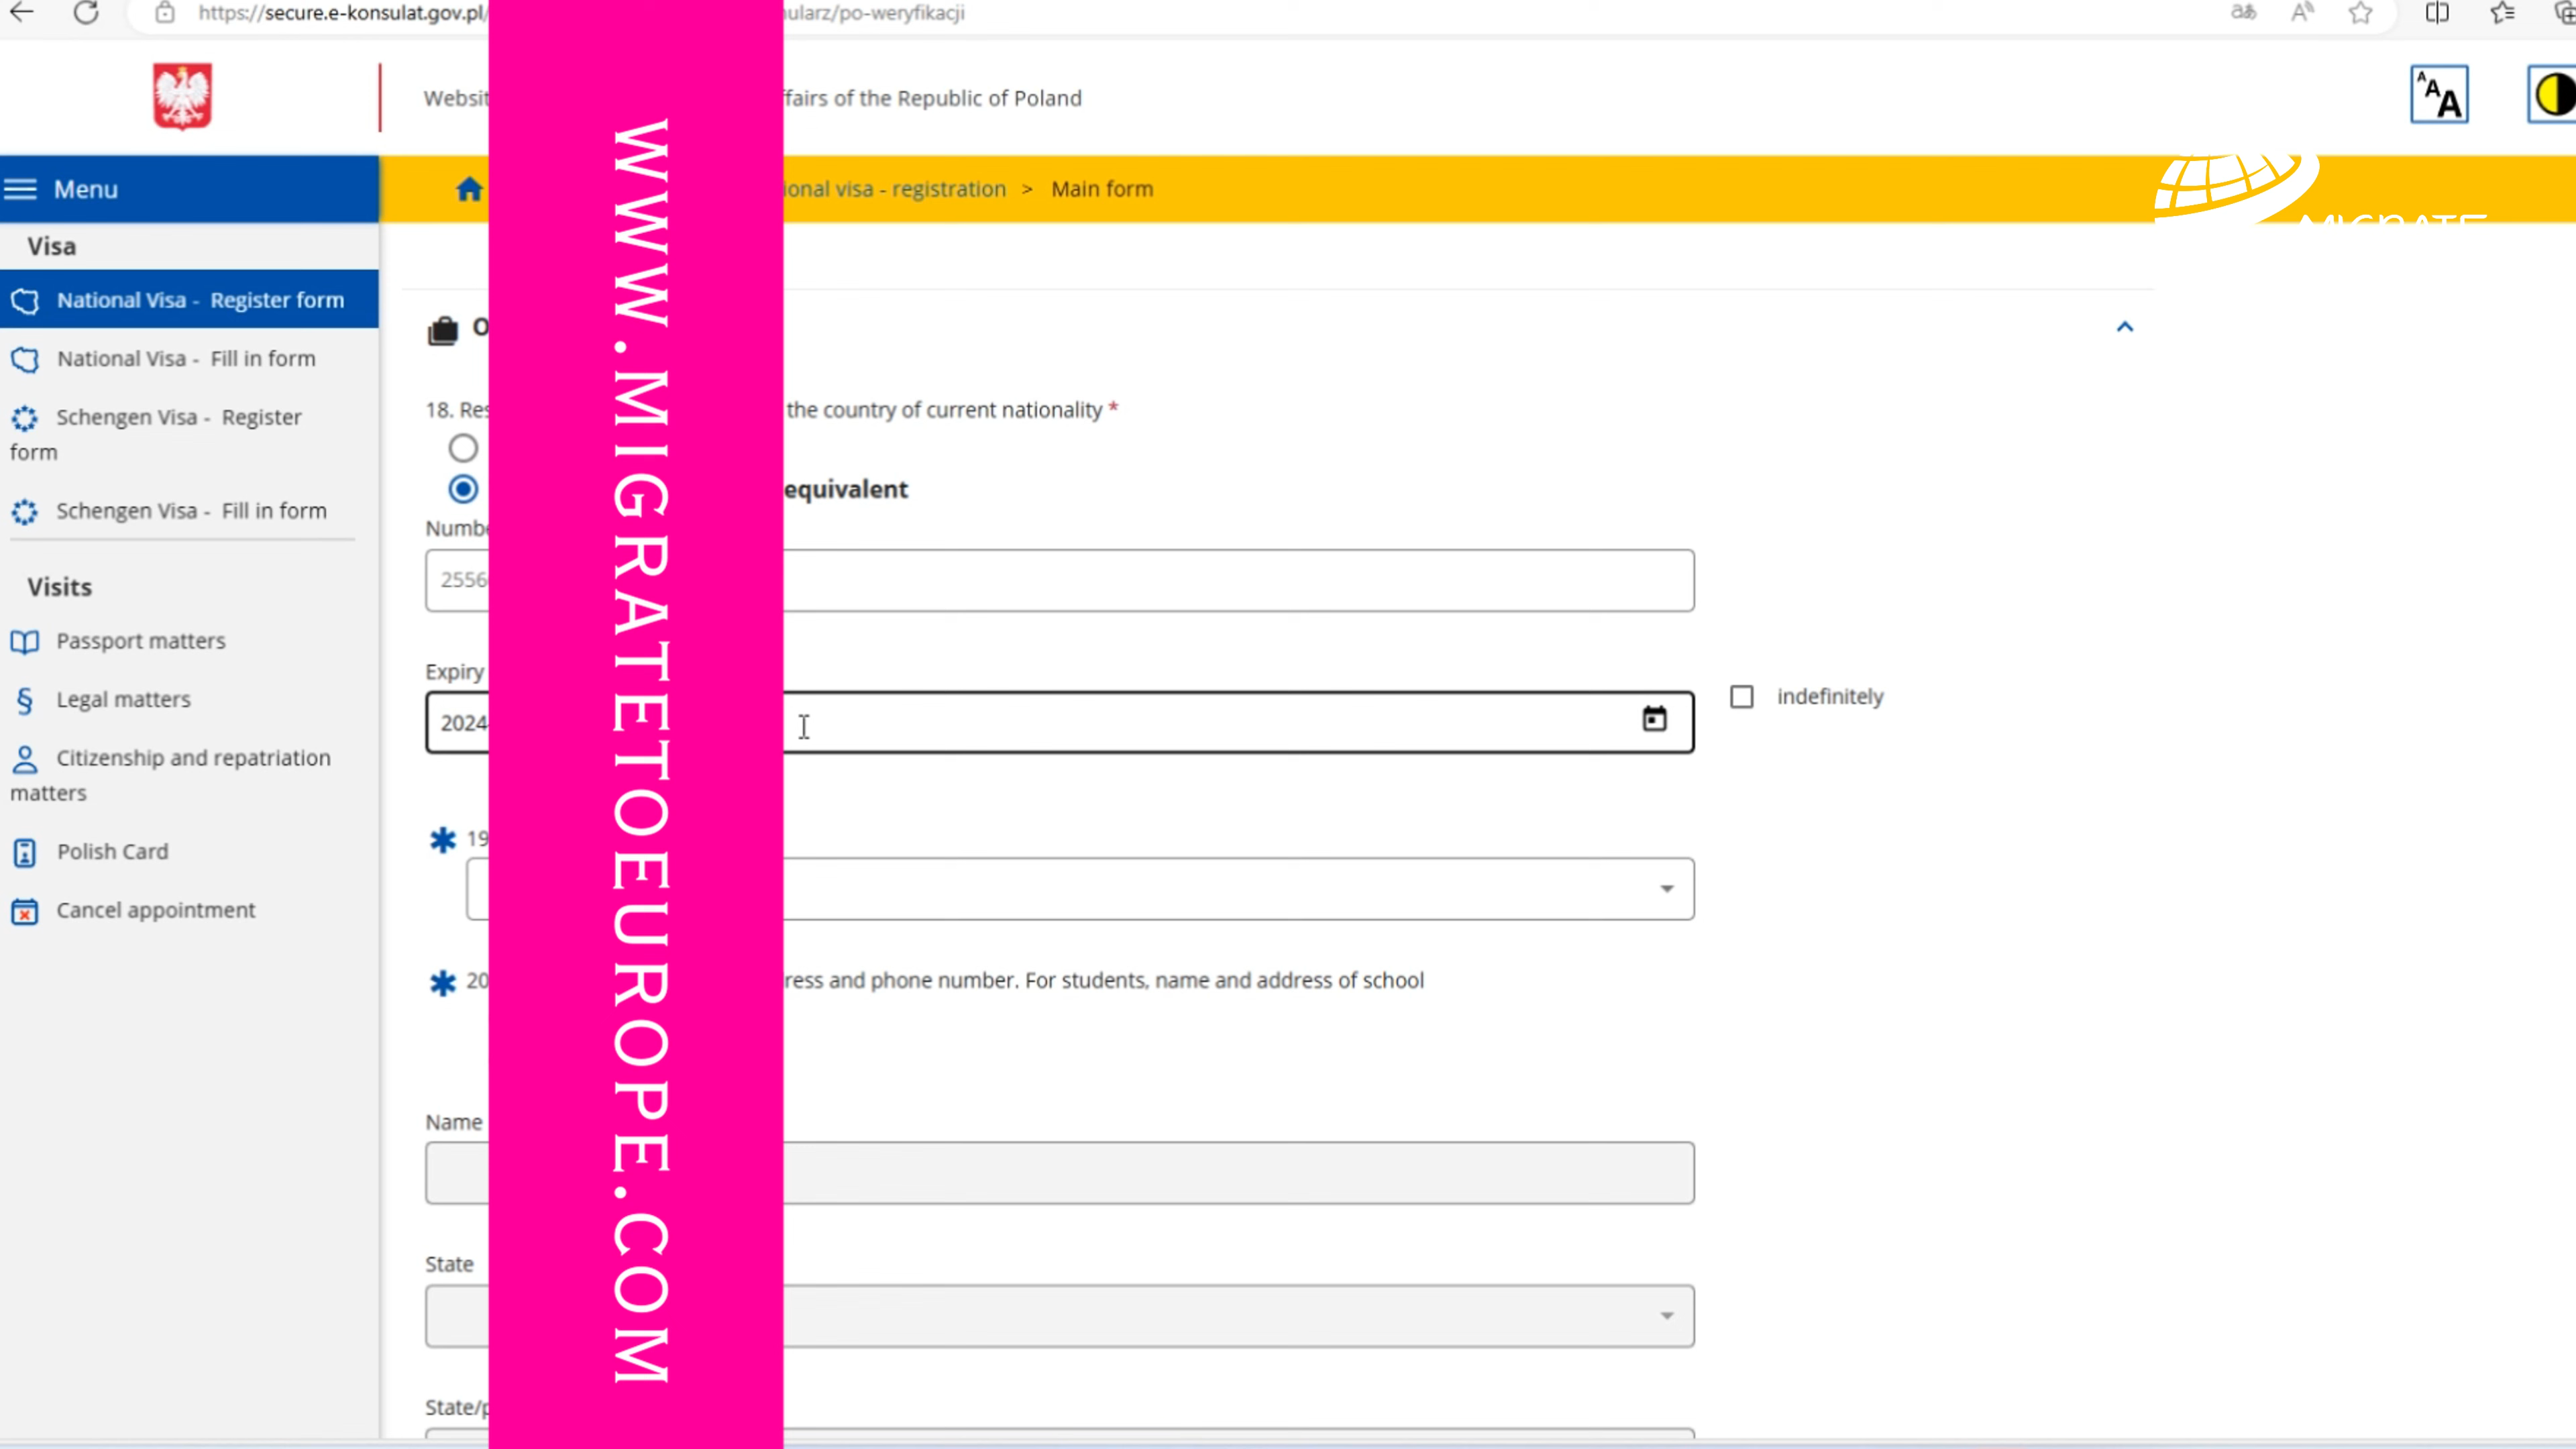 https://secure.e-konsulat.gov.pl/
ularz/po-weryfikacji
fairs of the Republic of Poland
Menu
ional visa - registration > Main form
MIGRATE
Visa
National Visa - Register form
National Visa - Fill in form
Schengen Visa - Register
form
Schengen Visa - Fill in form
Visits
Passport matters
§ Legal matters
Citizenship and repatriation
matters
Polish Card
Cancel appointment
18. Res
the country of current nationality *
equivalent
Numbe
2556
Expiry
2024
indefinitely
19
20
ress and phone number. For students, name and address of school
Name
State
State/p
WWW.MIGRATETOEUROPE.COM